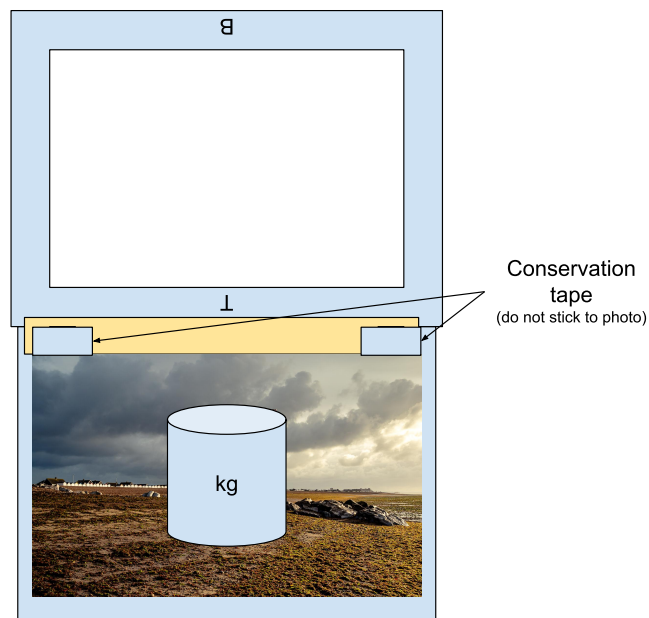 B
T
Conservation
tape
(do not stick to photo)
kg